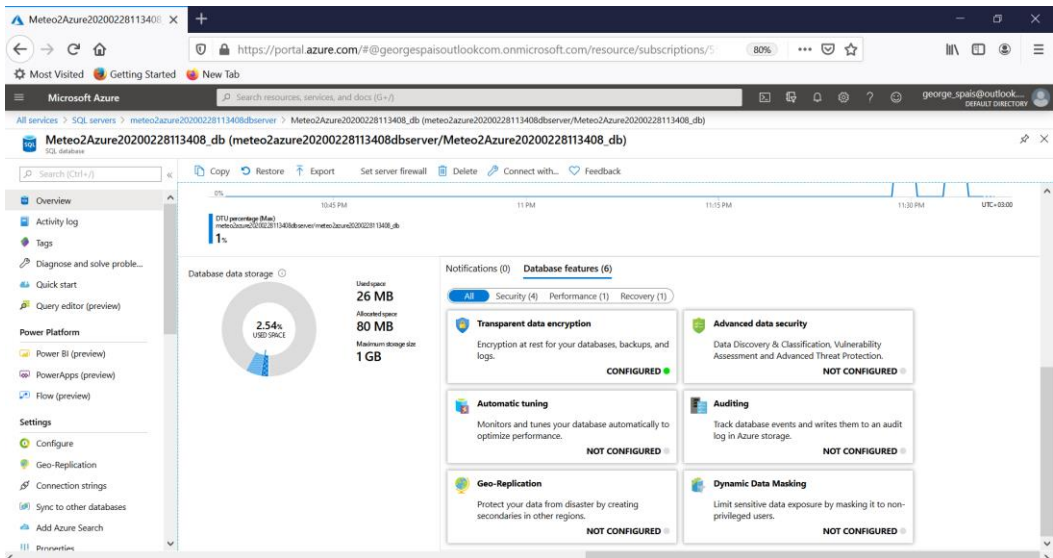 Meteo2Azure20200228113408
https://portal.azure.com/#@georgespaisoutlookcom.onmicrosoft.com/resource/subscriptions/5
80%
Most Visited Getting Started New Tab
Microsoft Azure
Search resources, services, and docs (G+/)
george_spais@outlook....
DEFAULT DIRECTORY
All services > SQL servers > meteo2azure20200228113408dbserver > Meteo2Azure20200228113408_db (meteo2azure20200228113408dbserver/Meteo2Azure20200228113408_db)
Meteo2Azure20200228113408_db (meteo2azure20200228113408dbserver/Meteo2Azure20200228113408_db)
SQL database
Search (Ctrl+/)
Copy Restore Export Set server firewall Delete Connect with... Feedback
Overview
Activity log
Tags
Diagnose and solve proble...
Quick start
Query editor (preview)
Power Platform
Power BI (preview)
PowerApps (preview)
Flow (preview)
Settings
Configure
Geo-Replication
Connection strings
Sync to other databases
Add Azure Search
Properties
0%
10:45 PM 11 PM 11:15 PM 11:30 PM UTC+03:00
DTU percentage (Max)
meteo2azure20200228113408dbserver/meteo2azure20200228113408_db
1%
Database data storage
2.54%
USED SPACE
Used space
26 MB
Allocated space
80 MB
Maximum storage size
1 GB
Notifications (0) Database features (6)
All Security (4) Performance (1) Recovery (1)
Transparent data encryption
Encryption at rest for your databases, backups, and
logs.
CONFIGURED
Advanced data security
Data Discovery & Classification, Vulnerability
Assessment and Advanced Threat Protection.
NOT CONFIGURED
Automatic tuning
Monitors and tunes your database automatically to
optimize performance.
NOT CONFIGURED
Auditing
Track database events and writes them to an audit
log in Azure storage.
NOT CONFIGURED
Geo-Replication
Protect your data from disaster by creating
secondaries in other regions.
NOT CONFIGURED
Dynamic Data Masking
Limit sensitive data exposure by masking it to non-
privileged users.
NOT CONFIGURED